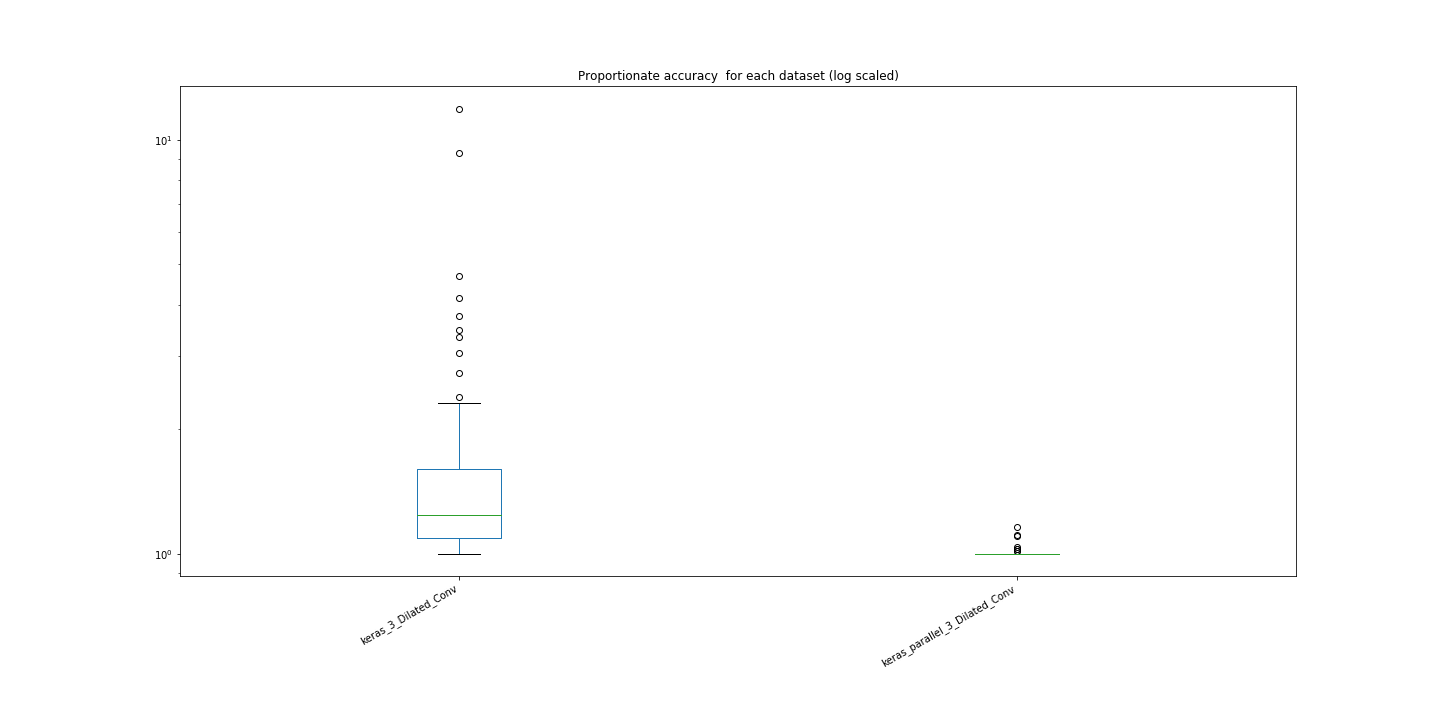 Proportionate accuracy  for each dataset (log scaled)
10¹
10⁰
keras_3_Dilated_Conv
keras_parallel_3_Dilated_Conv